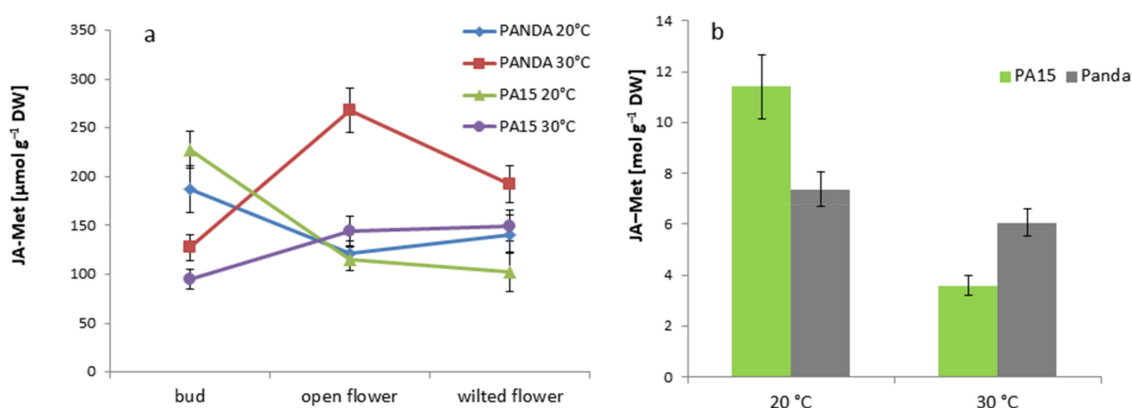 a
PANDA 20°C
PANDA 30°C
PA15 20°C
PA15 30°C
JA-Met [µmol g⁻¹ DW]
350
300
250
200
150
100
50
0
bud open flower wilted flower
b
PA15 Panda
JA–Met [mol g⁻¹ DW]
14
12
10
8
6
4
2
0
20 °C 30 °C